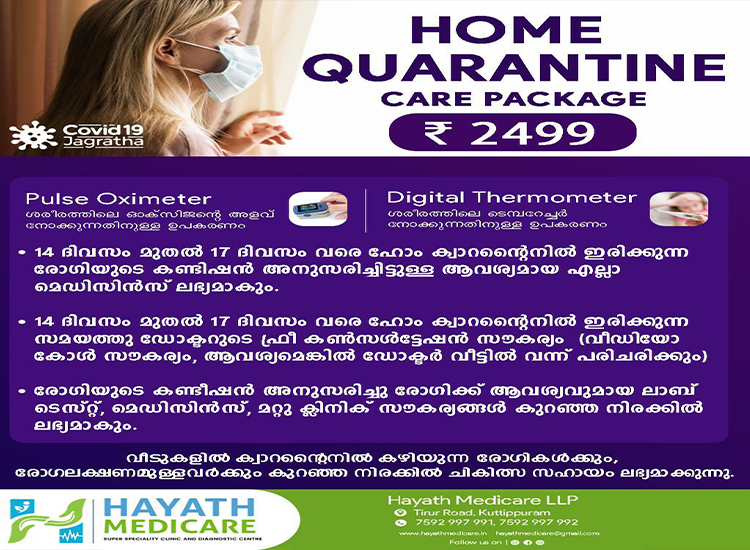 HOME
QUARANTINE
CARE PACKAGE
₹ 2499
Covid19
Jagratha
Pulse Oximeter
ശരീരത്തിലെ ഓക്സിജന്റെ അളവ്
നോക്കുന്നതിനുള്ള ഉപകരണം
Digital Thermometer
ശരീരത്തിലെ ടെമ്പറേച്ചർ
നോക്കുന്നതിനുള്ള ഉപകരണം
• 14 ദിവസം മുതൽ 17 ദിവസം വരെ ഹോം ക്വാറന്റൈനിൽ ഇരിക്കുന്ന
രോഗിയുടെ കണ്ടിഷൻ അനുസരിച്ചിട്ടുള്ള ആവശ്യമായ എല്ലാ
മെഡിസിൻസ് ലഭ്യമാകും.
• 14 ദിവസം മുതൽ 17 ദിവസം വരെ ഹോം ക്വാറന്റൈനിൽ ഇരിക്കുന്ന
സമയത്തു ഡോക്ടറുടെ ഫ്രീ കൺസൾട്ടേഷൻ സൗകര്യം (വീഡിയോ
കോൾ സൗകര്യം, ആവശ്യമെങ്കിൽ ഡോക്ടർ വീട്ടിൽ വന്ന് പരിചരിക്കും)
• രോഗിയുടെ കണ്ടീഷൻ അനുസരിച്ചു രോഗിക്ക് ആവശ്യവുമായ ലാബ്
ടെസ്റ്റ്, മെഡിസിൻസ്, മറ്റു ക്ലിനിക് സൗകര്യങ്ങൾ കുറഞ്ഞ നിരക്കിൽ
ലഭ്യമാകും.
വീടുകളിൽ ക്വാറന്റൈനിൽ കഴിയുന്ന രോഗികൾക്കും,
രോഗലക്ഷണമുള്ളവർക്കും കുറഞ്ഞ നിരക്കിൽ ചികിത്സ സഹായം ലഭ്യമാക്കുന്നു.
HAYATH
MEDICARE
SUPER SPECIALITY CLINIC AND DIAGNOSTIC CENTRE
Hayath Medicare LLP
Tirur Road, Kuttippuram
7592 997 991, 7592 997 992
www.hayathmedicare.in hayathmedicare@gmail.com
Follow us on |